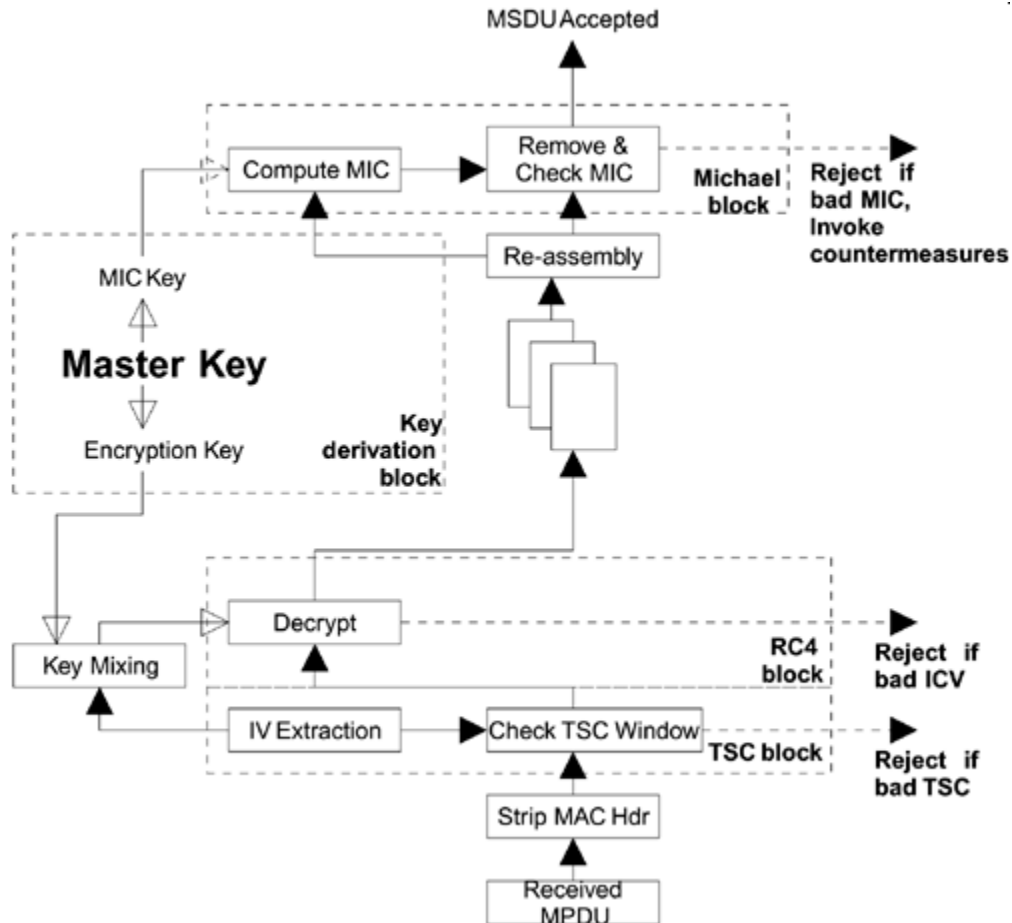 MSDU Accepted
Compute MIC
Remove &
Check MIC
Michael
block
Reject if
bad MIC,
Invoke
countermeasures
Re-assembly
MIC Key
Master Key
Encryption Key
Key
derivation
block
Decrypt
RC4
block
Reject if
bad ICV
Key Mixing
IV Extraction
Check TSC Window
TSC block
Reject if
bad TSC
Strip MAC Hdr
Received
MPDU